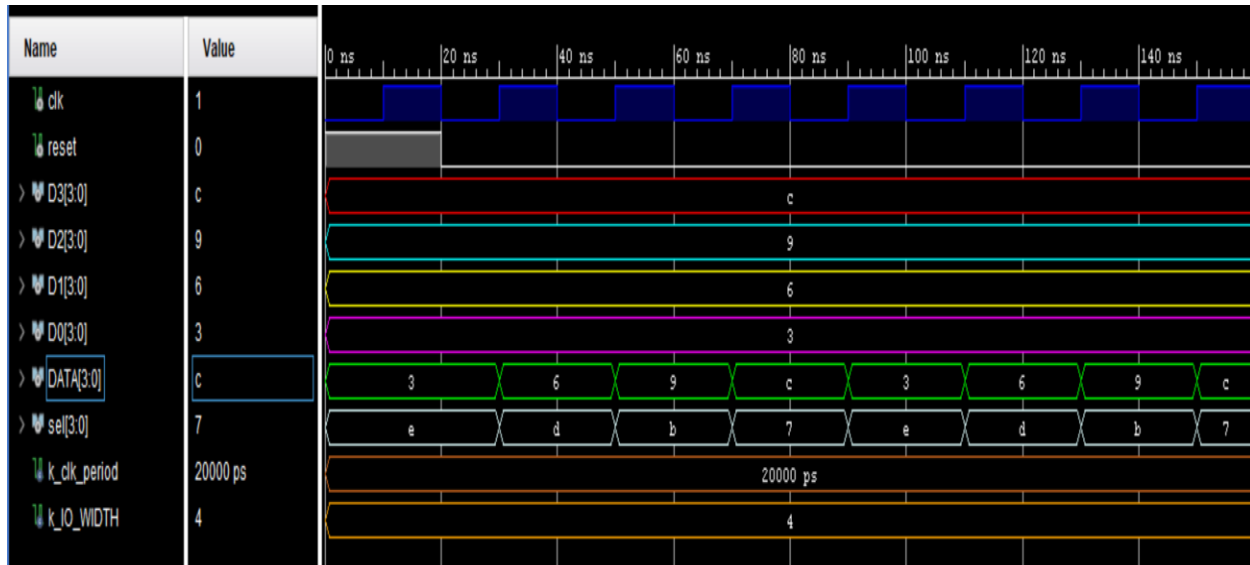 Name Value 0 ns 20 ns 40 ns 60 ns 80 ns 100 ns 120 ns 140 ns
clk 1
reset 0
> D3[3:0] c c
> D2[3:0] 9 9
> D1[3:0] 6 6
> D0[3:0] 3 3
> DATA[3:0] c 3 6 9 c 3 6 9 c
> sel[3:0] 7 e d b 7 e d b 7
k_clk_period 20000 ps 20000 ps
k_IO_WIDTH 4 4